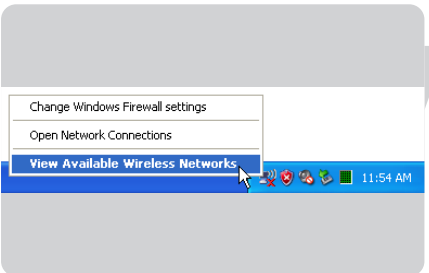 Change Windows Firewall settings
Open Network Connections
View Available Wireless Networks
11:54 AM